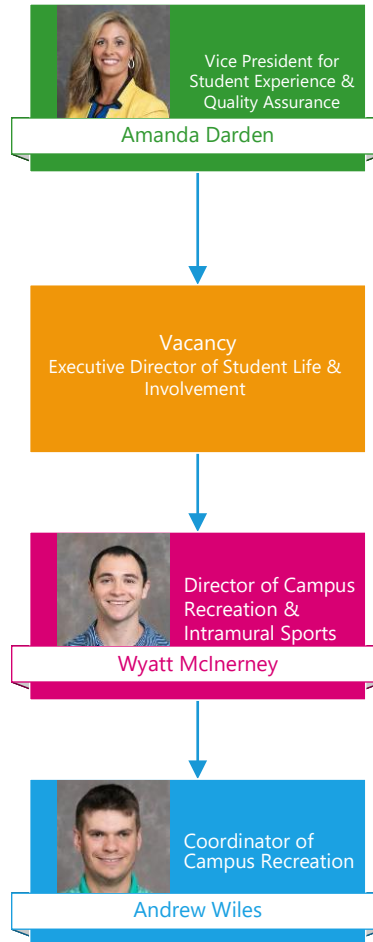 Vice President for
Student Experience &
Quality Assurance
Amanda Darden
Vacancy
Executive Director of Student Life &
Involvement
Director of Campus
Recreation &
Intramural Sports
Wyatt McInerney
Coordinator of
Campus Recreation
Andrew Wiles